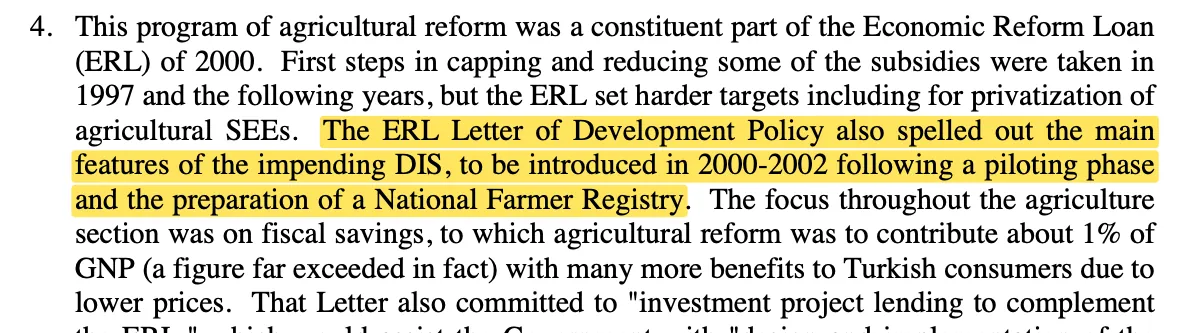 4. This program of agricultural reform was a constituent part of the Economic Reform Loan
(ERL) of 2000. First steps in capping and reducing some of the subsidies were taken in
1997 and the following years, but the ERL set harder targets including for privatization of
agricultural SEEs. The ERL Letter of Development Policy also spelled out the main
features of the impending DIS, to be introduced in 2000-2002 following a piloting phase
and the preparation of a National Farmer Registry. The focus throughout the agriculture
section was on fiscal savings, to which agricultural reform was to contribute about 1% of
GNP (a figure far exceeded in fact) with many more benefits to Turkish consumers due to
lower prices. That Letter also committed to "investment project lending to complement